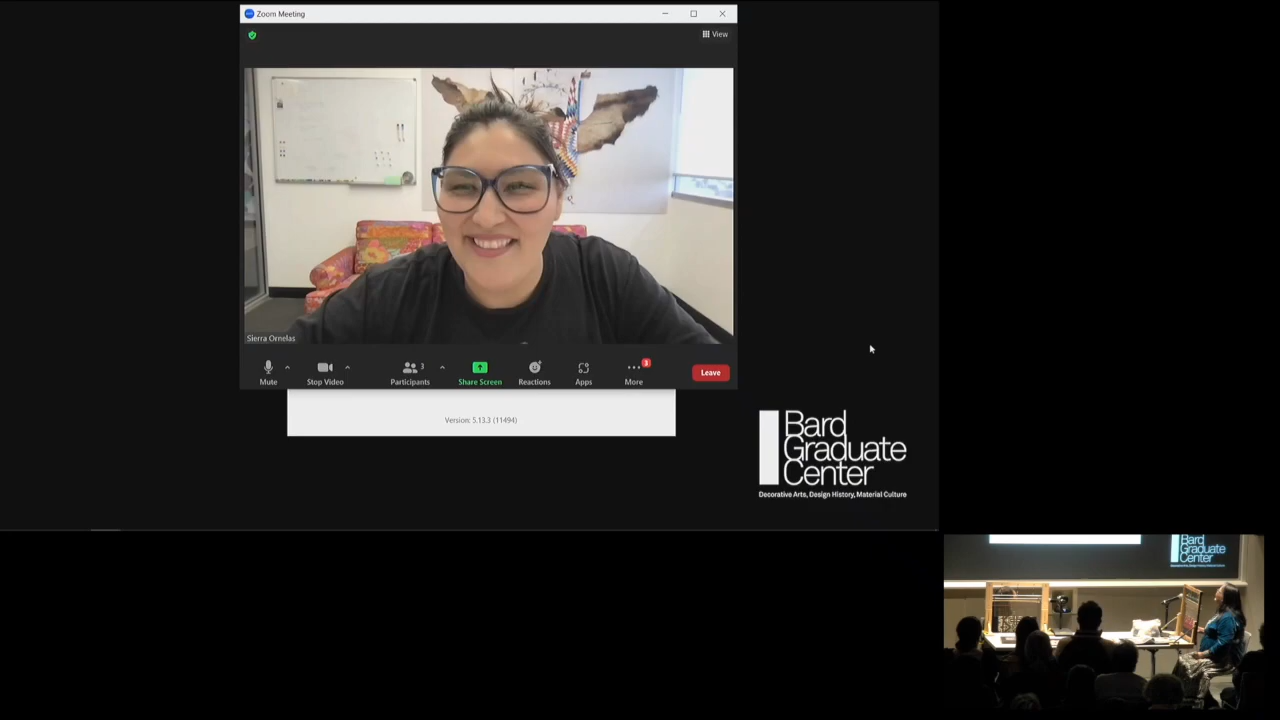 Zoom Meeting
View
Sierra Ornelas
3
3
Mute
Stop Video
Participants
Share Screen
Reactions
Apps
More
Leave
Version: 5.13.3 (11494)
Bard
Graduate
Center
Decorative Arts, Design History, Material Culture
Bard
Graduate
Center